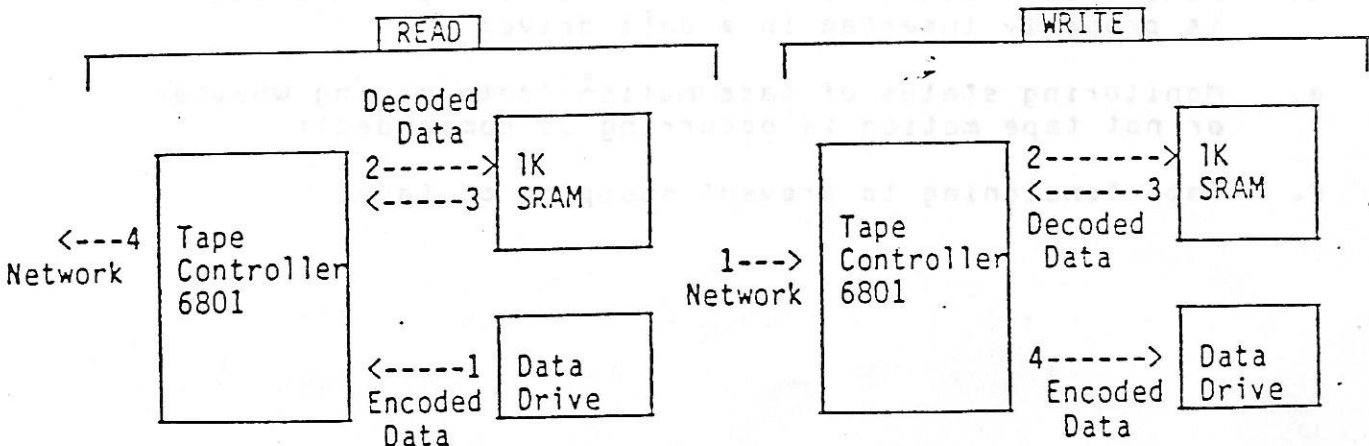 READ
Decoded
Data
2------>
<-----3
1K
SRAM
<---4
Network
Tape
Controller
6801
<-----1
Encoded
Data
Data
Drive
WRITE
2------->
<-----3
Decoded
Data
1K
SRAM
1--->
Network
Tape
Controller
6801
4------>
Encoded
Data
Data
Drive